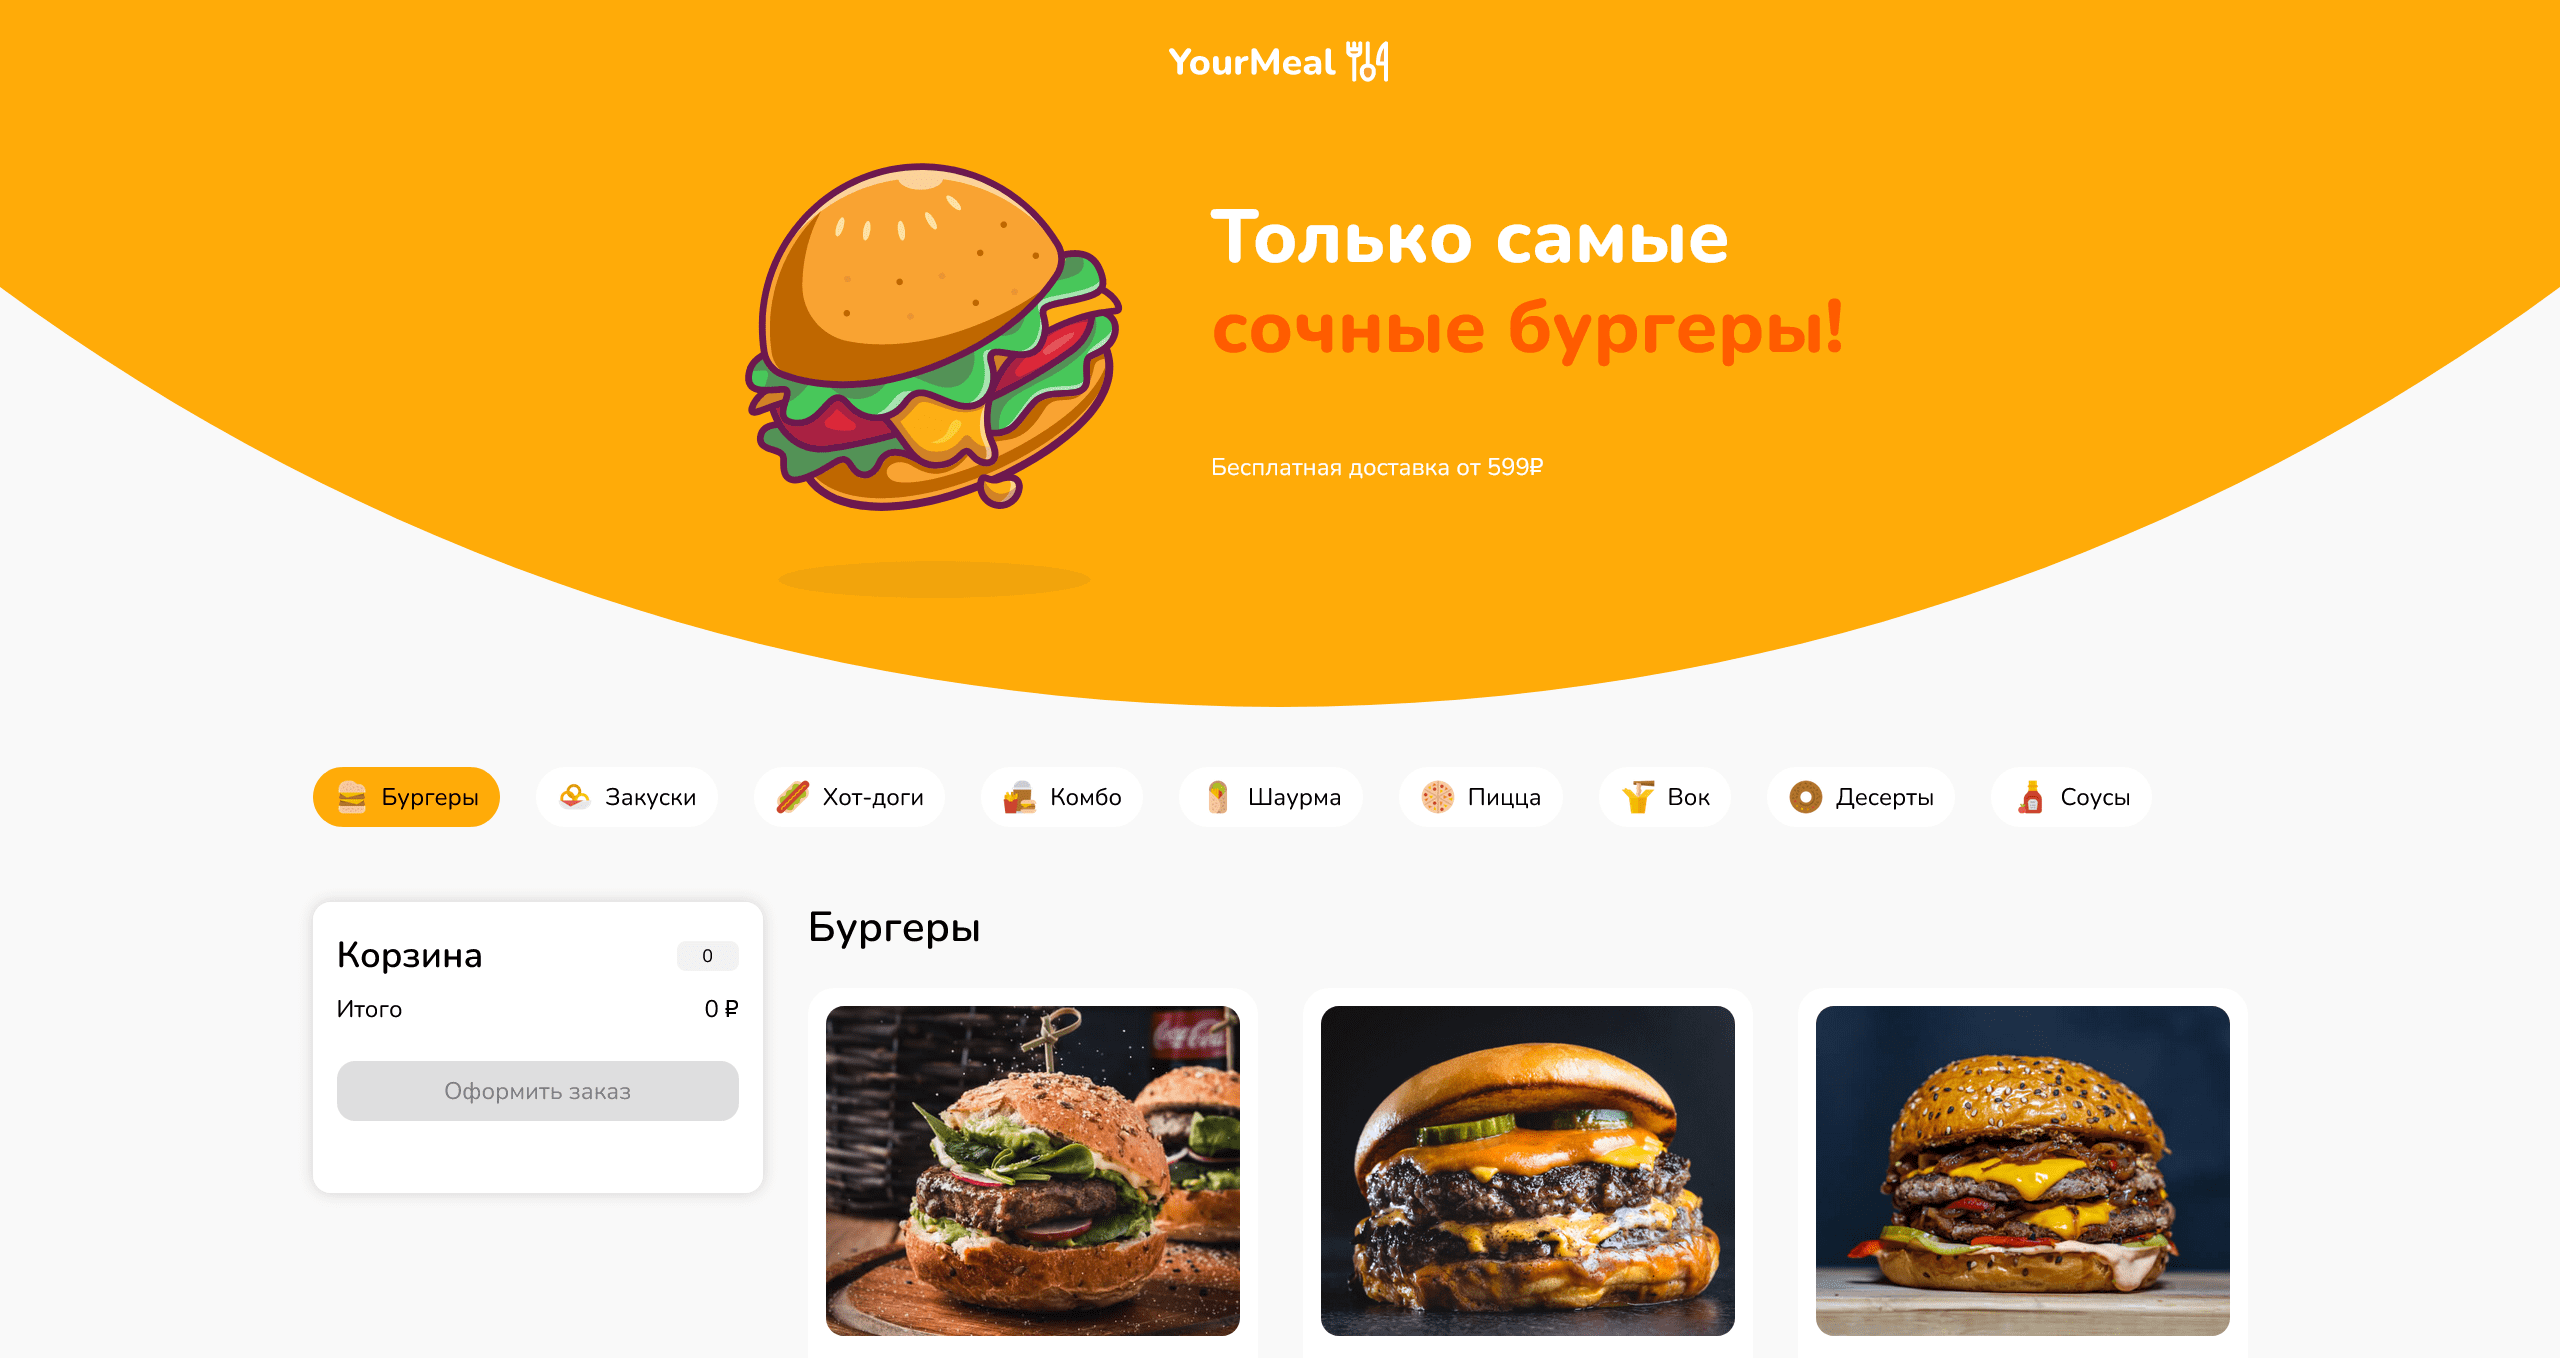 YourMeal
Только самые
сочные бургеры!
Бесплатная доставка от 599₽
Бургеры
Закуски
Хот-доги
Комбо
Шаурма
Пицца
Вок
Десерты
Соусы
Корзина
0
Итого
0 ₽
Оформить заказ
Бургеры